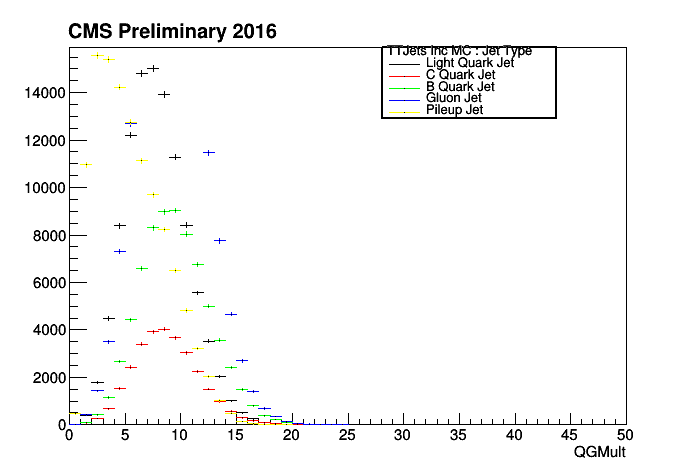 CMS Preliminary 2016
TTJets inc MC : Jet Type
Light Quark Jet
C Quark Jet
B Quark Jet
Gluon Jet
Pileup Jet
14000
12000
10000
8000
6000
4000
2000
0
0 5 10 15 20 25 30 35 40 45 50
QGMult